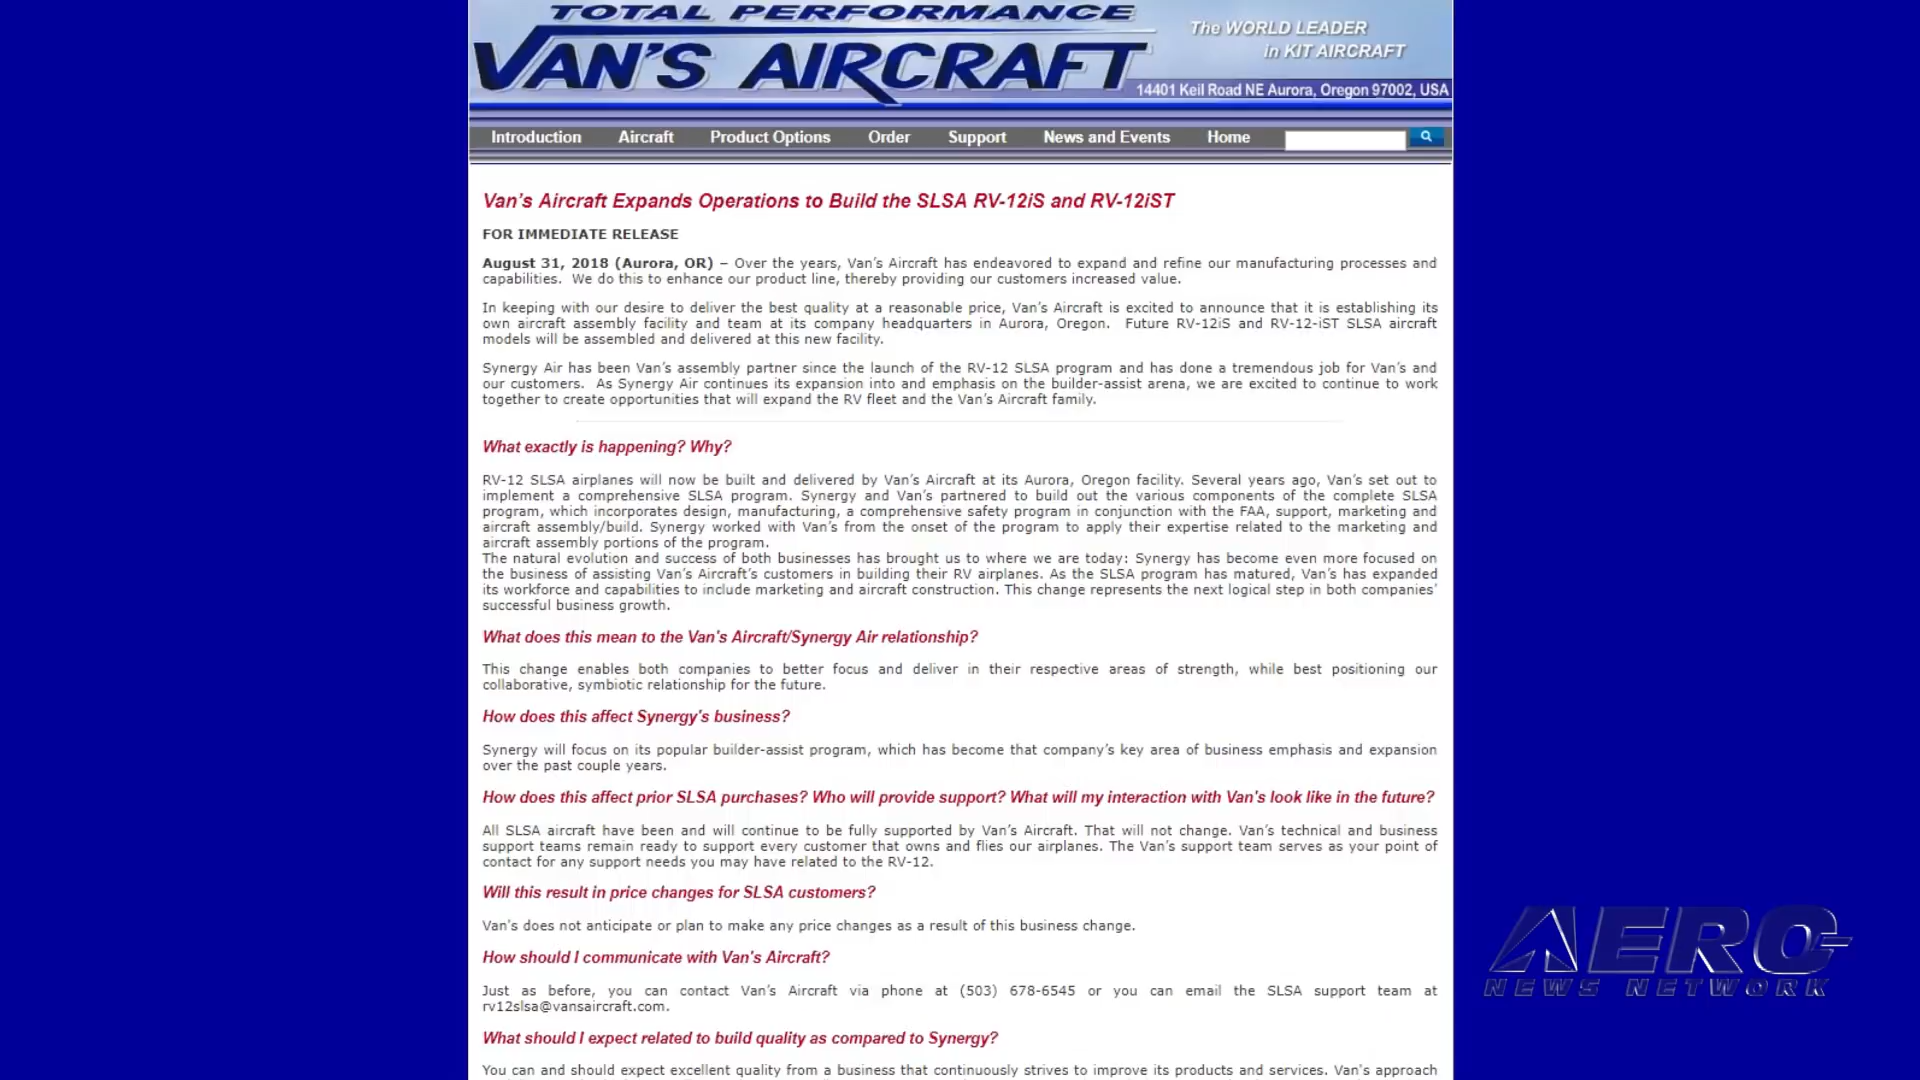 TOTAL PERFORMANCE
VAN'S AIRCRAFT
The WORLD LEADER
in KIT AIRCRAFT
14401 Keil Road NE Aurora, Oregon 97002, USA
Introduction Aircraft Product Options Order Support News and Events Home
Van's Aircraft Expands Operations to Build the SLSA RV-12iS and RV-12iST
FOR IMMEDIATE RELEASE
August 31, 2018 (Aurora, OR) – Over the years, Van's Aircraft has endeavored to expand and refine our manufacturing processes and
capabilities. We do this to enhance our product line, thereby providing our customers increased value.
In keeping with our desire to deliver the best quality at a reasonable price, Van's Aircraft is excited to announce that it is establishing its
own aircraft assembly facility and team at its company headquarters in Aurora, Oregon. Future RV-12iS and RV-12-iST SLSA aircraft
models will be assembled and delivered at this new facility.
Synergy Air has been Van's assembly partner since the launch of the RV-12 SLSA program and has done a tremendous job for Van's and
our customers. As Synergy Air continues its expansion into and emphasis on the builder-assist arena, we are excited to continue to work
together to create opportunities that will expand the RV fleet and the Van's Aircraft family.
What exactly is happening? Why?
RV-12 SLSA airplanes will now be built and delivered by Van's Aircraft at its Aurora, Oregon facility. Several years ago, Van's set out to
implement a comprehensive SLSA program. Synergy and Van's partnered to build out the various components of the complete SLSA
program, which incorporates design, manufacturing, a comprehensive safety program in conjunction with the FAA, support, marketing and
aircraft assembly/build. Synergy worked with Van's from the onset of the program to apply their expertise related to the marketing and
aircraft assembly portions of the program.
The natural evolution and success of both businesses has brought us to where we are today: Synergy has become even more focused on
the business of assisting Van's Aircraft's customers in building their RV airplanes. As the SLSA program has matured, Van's has expanded
its workforce and capabilities to include marketing and aircraft construction. This change represents the next logical step in both companies'
successful business growth.
What does this mean to the Van's Aircraft/Synergy Air relationship?
This change enables both companies to better focus and deliver in their respective areas of strength, while best positioning our
collaborative, symbiotic relationship for the future.
How does this affect Synergy's business?
Synergy will focus on its popular builder-assist program, which has become that company's key area of business emphasis and expansion
over the past couple years.
How does this affect prior SLSA purchases? Who will provide support? What will my interaction with Van's look like in the future?
All SLSA aircraft have been and will continue to be fully supported by Van's Aircraft. That will not change. Van's technical and business
support teams remain ready to support every customer that owns and flies our airplanes. The Van's support team serves as your point of
contact for any support needs you may have related to the RV-12.
Will this result in price changes for SLSA customers?
Van's does not anticipate or plan to make any price changes as a result of this business change.
How should I communicate with Van's Aircraft?
Just as before, you can contact Van's Aircraft via phone at (503) 678-6545 or you can email the SLSA support team at
rv12slsa@vansaircraft.com.
What should I expect related to build quality as compared to Synergy?
You can and should expect excellent quality from a business that continuously strives to improve its products and services. Van's approach
AERO
NEWS NETWORK